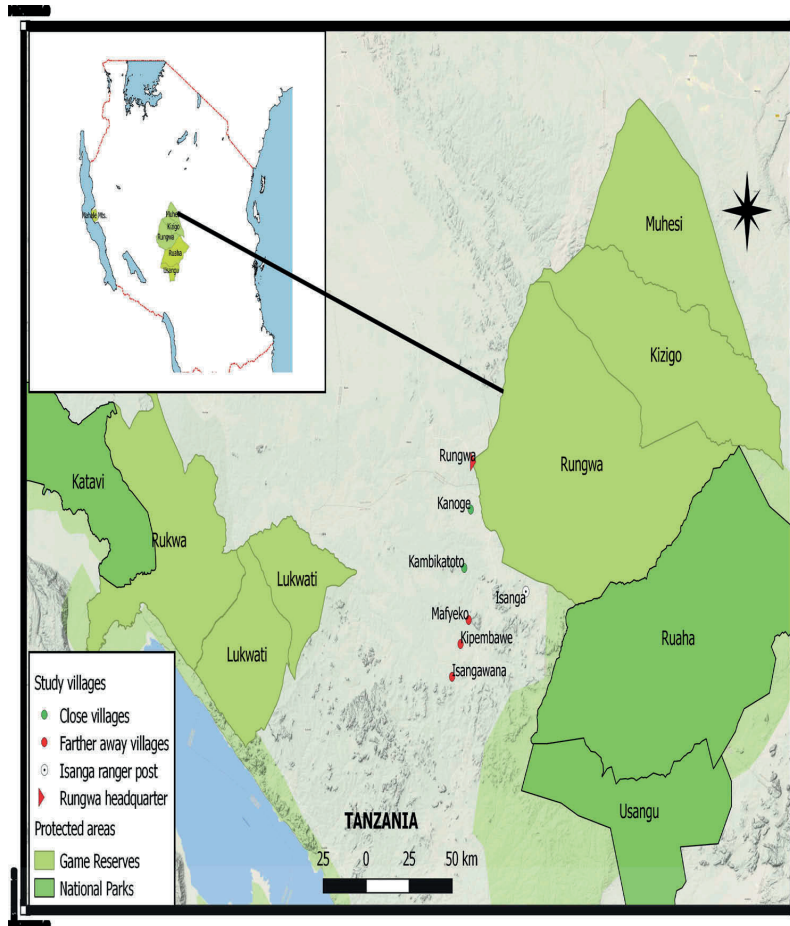 Mahale Mts.
Muhesi
Kizigo
Rungwa
Ruaha
Usangu
Muhesi
Kizigo
Rungwa
Rungwa
Katavi
Kanoge
Rukwa
Kambikatoto
Lukwati
Isanga
Mafyeko
Kipembawe
Ruaha
Lukwati
Isangawana
Study villages
Close villages
Farther away villages
Isanga ranger post
Rungwa headquarter
Protected areas
Game Reserves
National Parks
Usangu
TANZANIA
25 0 25 50 km